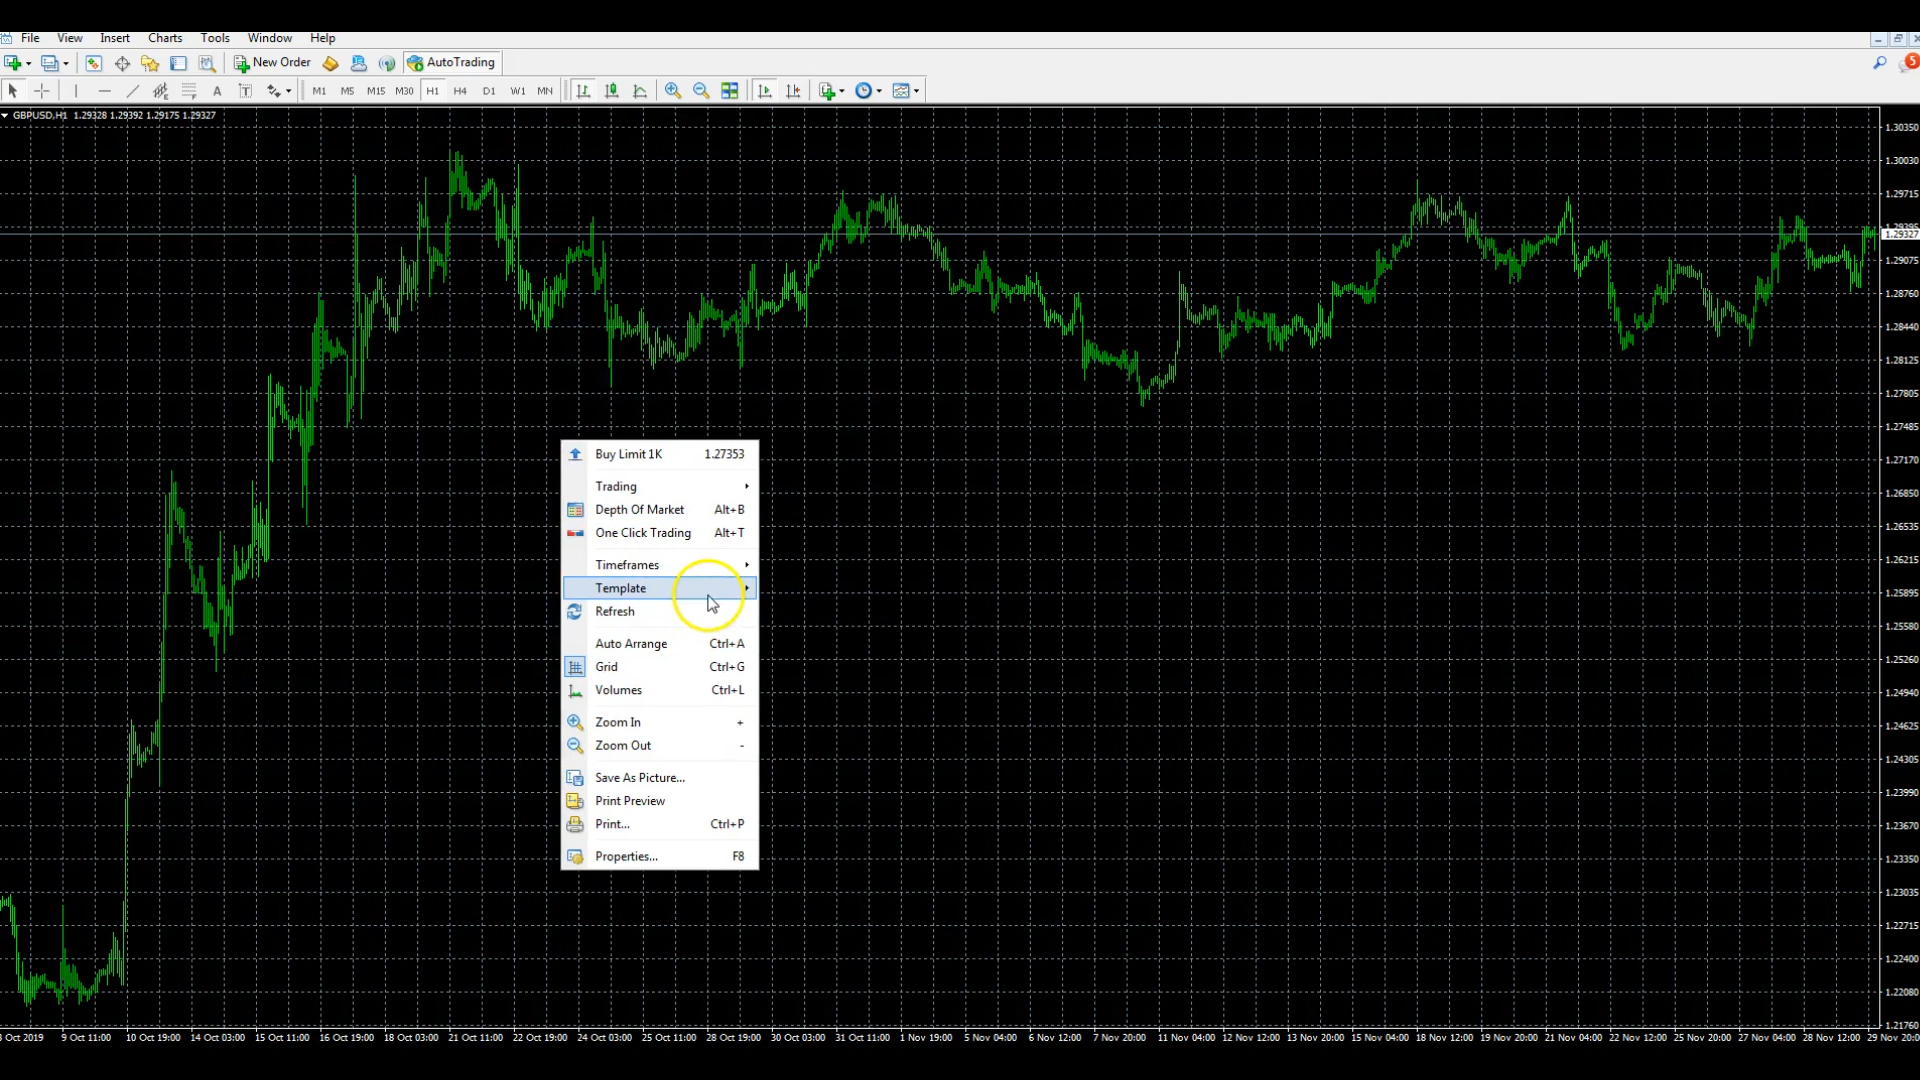 File View Insert Charts Tools Window Help
5
New Order AutoTrading
A T M1 M5 M15 M30 H1 H4 D1 W1 MN
GBPUSD,H1 1.29328 1.29392 1.29175 1.29327
1.30350
1.30030
1.29715
1.29395
1.29327
1.29075
1.28760
1.28440
1.28125
1.27805
1.27485
1.27170
1.26850
1.26535
1.26215
1.25895
1.25580
1.25260
1.24940
1.24625
1.24305
1.23990
1.23670
1.23350
1.23035
1.22715
1.22400
1.22080
1.21760
Buy Limit 1K 1.27353
Trading
Depth Of Market Alt+B
One Click Trading Alt+T
Timeframes
Template
Refresh
Auto Arrange Ctrl+A
Grid Ctrl+G
Volumes Ctrl+L
Zoom In +
Zoom Out -
Save As Picture...
Print Preview
Print... Ctrl+P
Properties... F8
Oct 2019 9 Oct 11:00 10 Oct 19:00 14 Oct 03:00 15 Oct 11:00 16 Oct 19:00 18 Oct 03:00 21 Oct 11:00 22 Oct 19:00 24 Oct 03:00 25 Oct 11:00 28 Oct 19:00 30 Oct 03:00 31 Oct 11:00 1 Nov 19:00 5 Nov 04:00 6 Nov 12:00 7 Nov 20:00 11 Nov 04:00 12 Nov 12:00 13 Nov 20:00 15 Nov 04:00 18 Nov 12:00 19 Nov 20:00 21 Nov 04:00 22 Nov 12:00 25 Nov 20:00 27 Nov 04:00 28 Nov 12:00 29 Nov 20:00